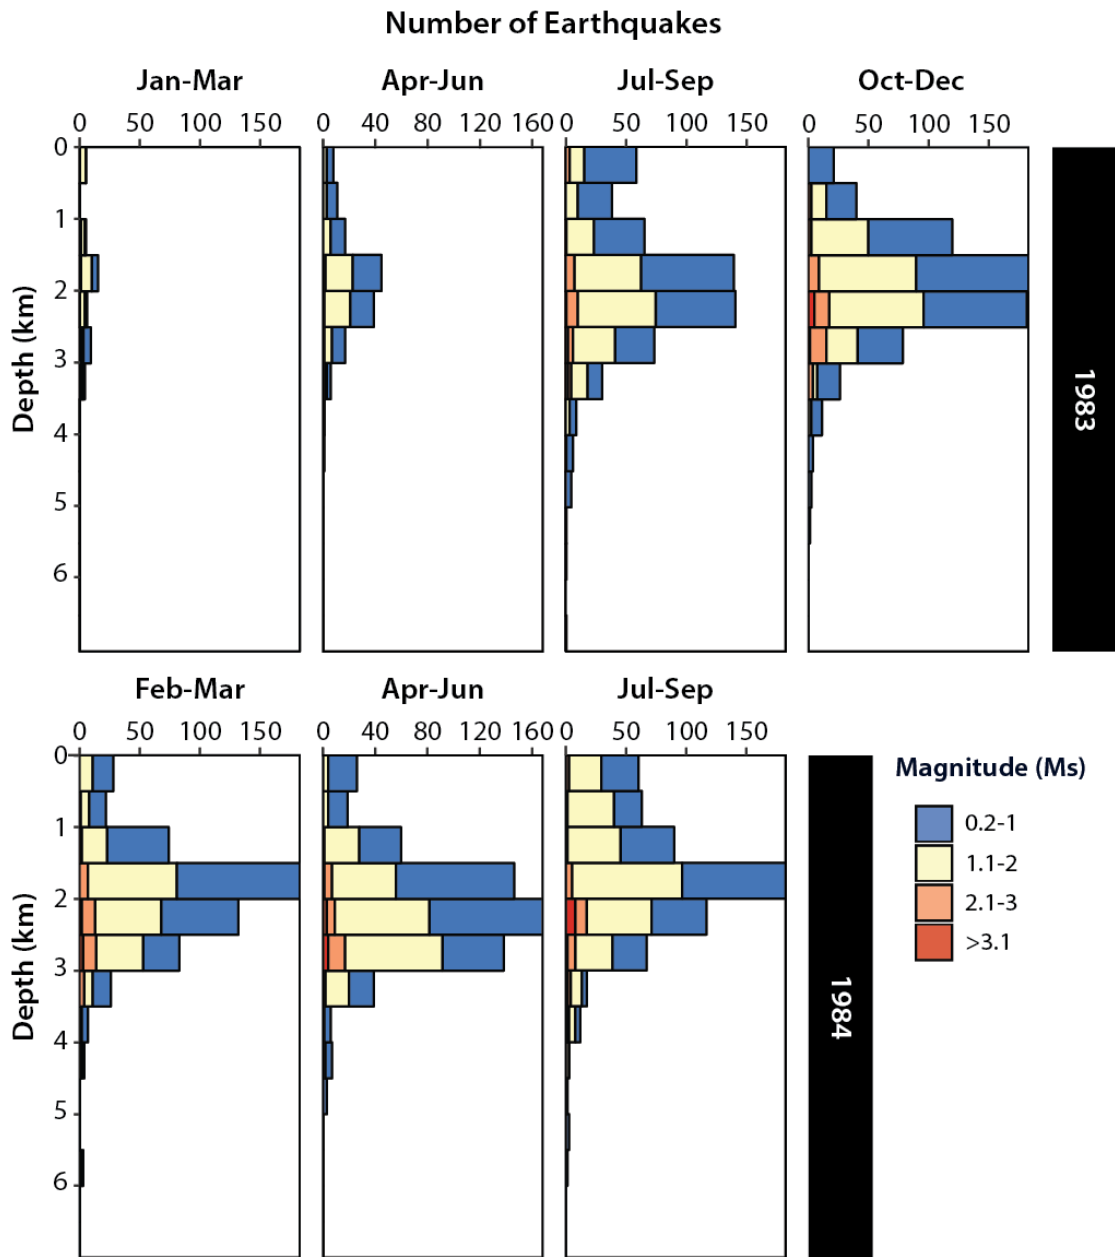 Number of Earthquakes
Jan-Mar Apr-Jun Jul-Sep Oct-Dec
0 50 100 150 0 40 80 120 160 0 50 100 150 0 50 100 150
0
1
2
3
4
5
6
Depth (km)
1983
Feb-Mar Apr-Jun Jul-Sep
0 50 100 150 0 40 80 120 160 0 50 100 150
0
1
2
3
4
5
6
Depth (km)
1984
Magnitude (Ms)
0.2-1
1.1-2
2.1-3
>3.1